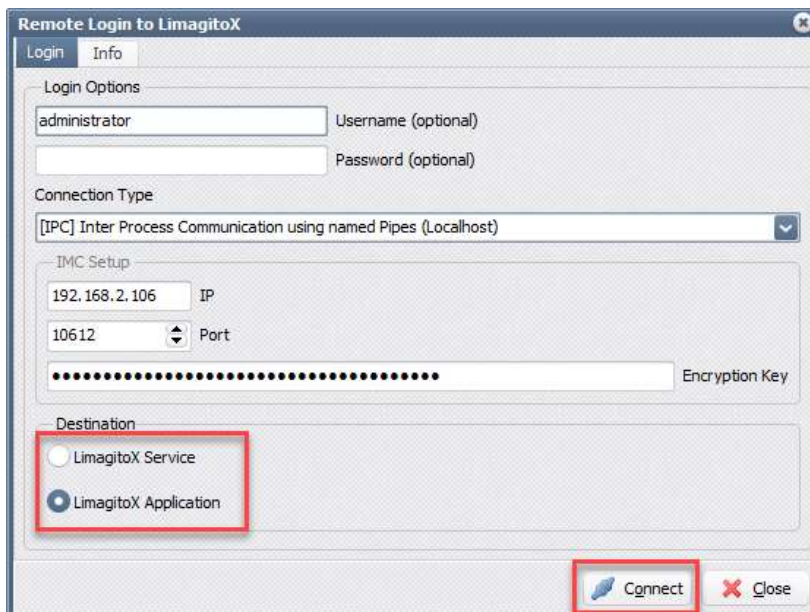 Remote Login to LimagitoX
Login Info
Login Options
administrator Username (optional)
Password (optional)
Connection Type
[IPC] Inter Process Communication using named Pipes (Localhost)
IMC Setup
192.168.2.106 IP
10612 Port
●●●●●●●●●●●●●●●●●●●●●●●●●●●●●●●●●●●●●● Encryption Key
Destination
LimagitoX Service
LimagitoX Application
Connect Close